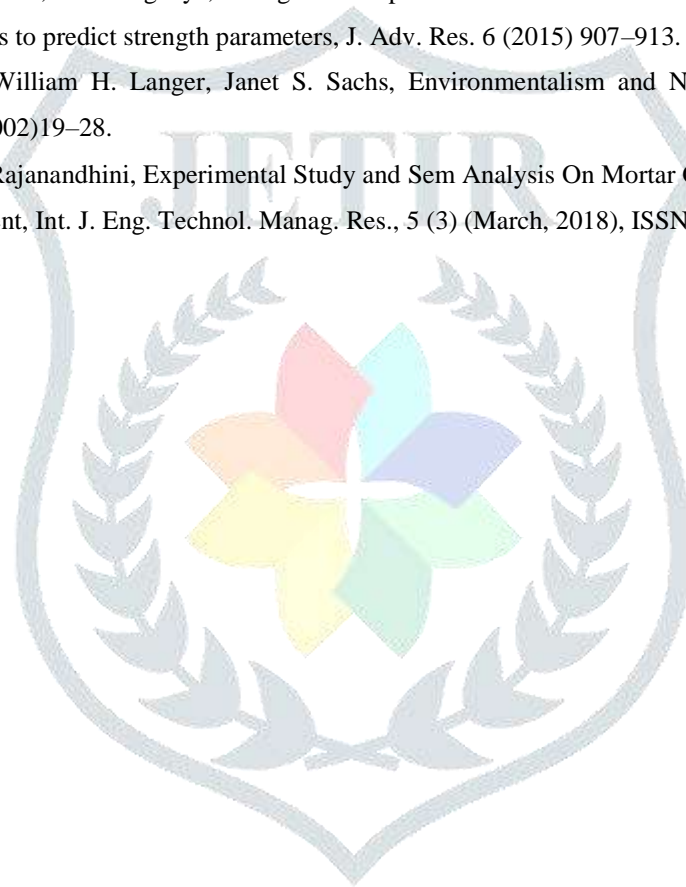 s to predict strength parameters, J. Adv. Res. 6 (2015) 907–913.
William H. Langer, Janet S. Sachs, Environmentalism and N
002)19–28.
JETIR
Rajanandhini, Experimental Study and Sem Analysis On Mortar
ent, Int. J. Eng. Technol. Manag. Res., 5 (3) (March, 2018), ISSN